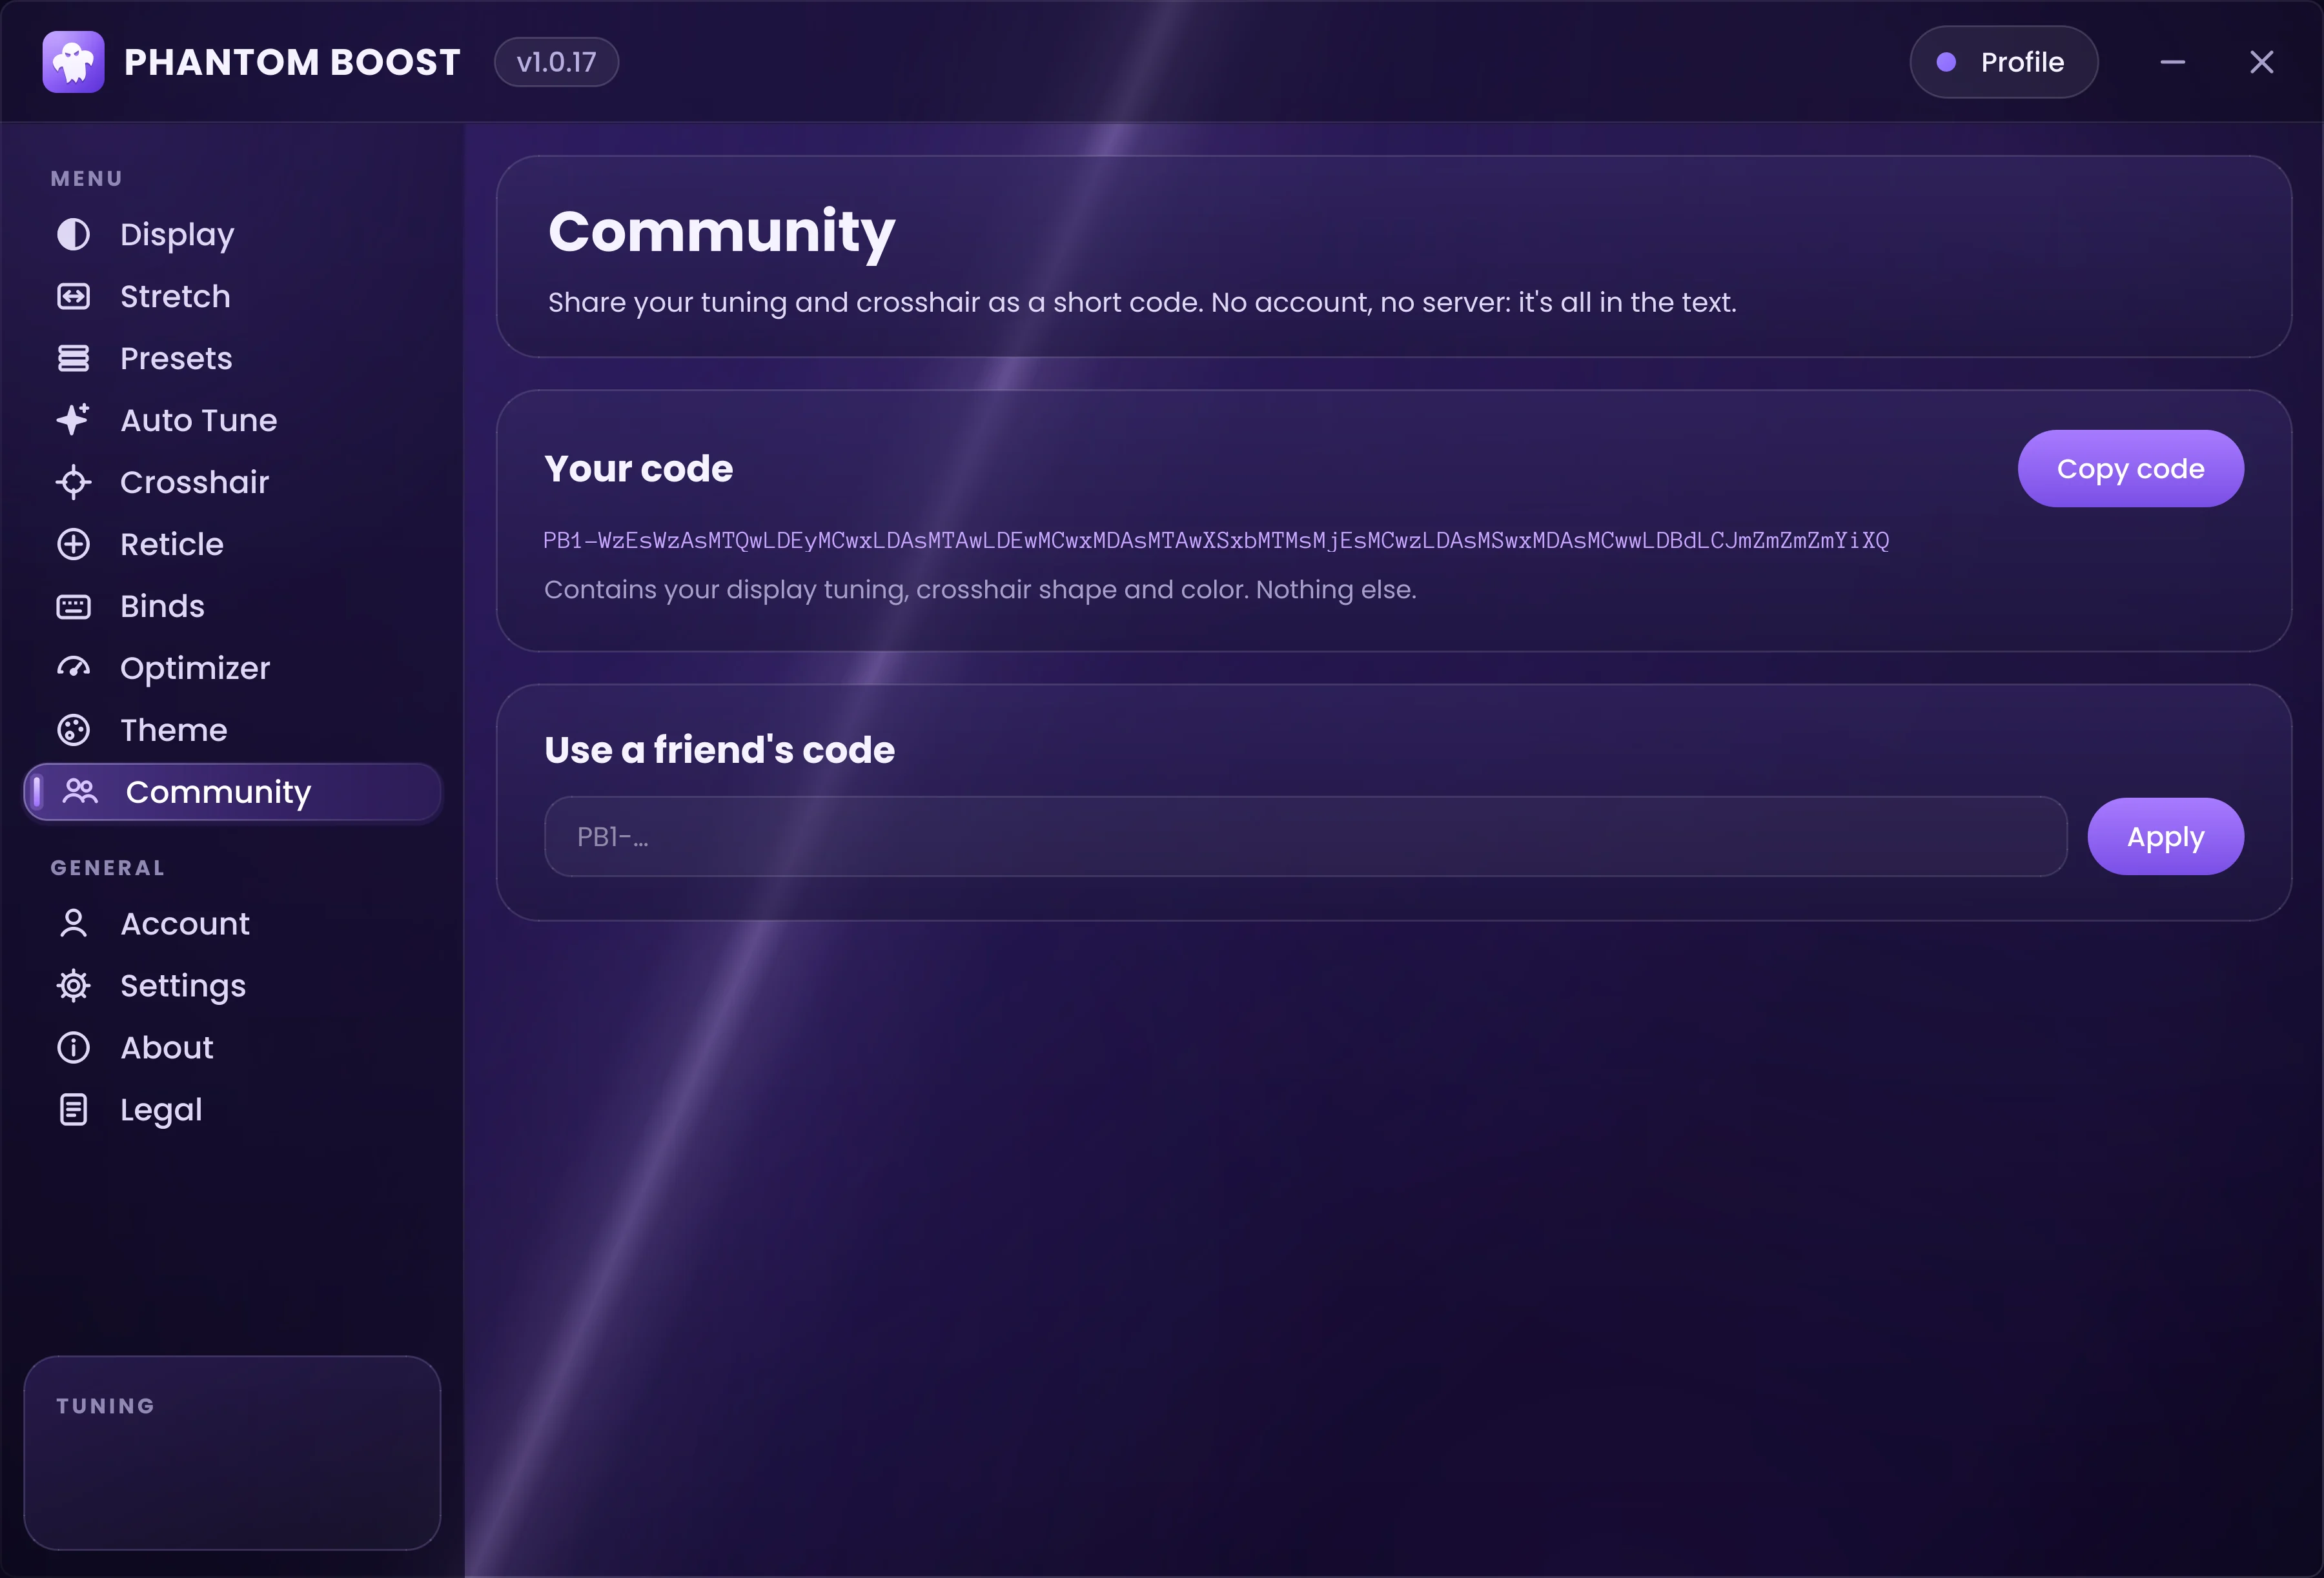 PHANTOM BOOST v1.0.17 Profile
MENU
Display
Stretch
Presets
Auto Tune
Crosshair
Reticle
Binds
Optimizer
Theme
Community
GENERAL
Account
Settings
About
Legal
TUNING
Community
Share your tuning and crosshair as a short code. No account, no server: it's all in the text.
Your code
Copy code
PB1-WzEsWzAsMTQwLDEyMCwxLDAsMTAwLDEwMCwxMDAsMTAwXSxbMTMsMjEsMCwzLDAsMSwxMDAsMCwwLDBdLCJmZmZmZmYiXQ
Contains your display tuning, crosshair shape and color. Nothing else.
Use a friend's code
PB1-...
Apply